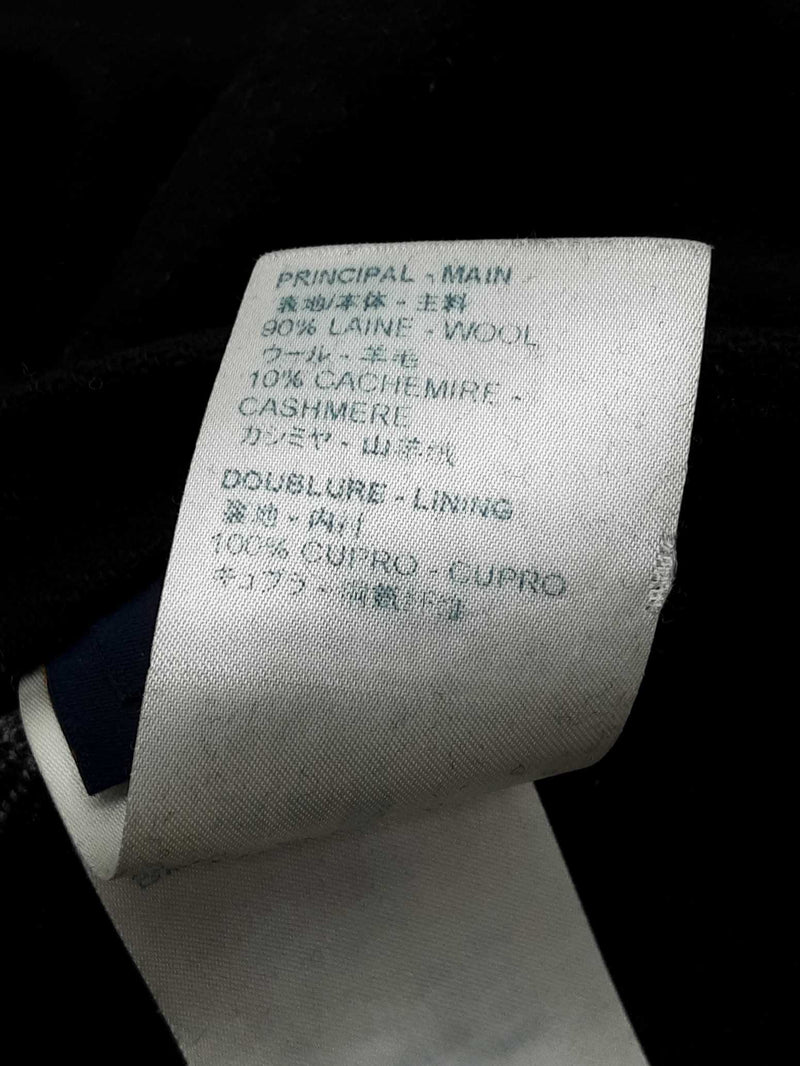 PRINCIPAL - MAIN
表地/本体 - 主料
90% LAINE - WOOL
ウール - 羊毛
10% CACHEMIRE -
CASHMERE
カシミヤ - 山羊绒
DOUBLURE - LINING
裏地 - 内衬
100% CUPRO - CUPRO
キュプラ -